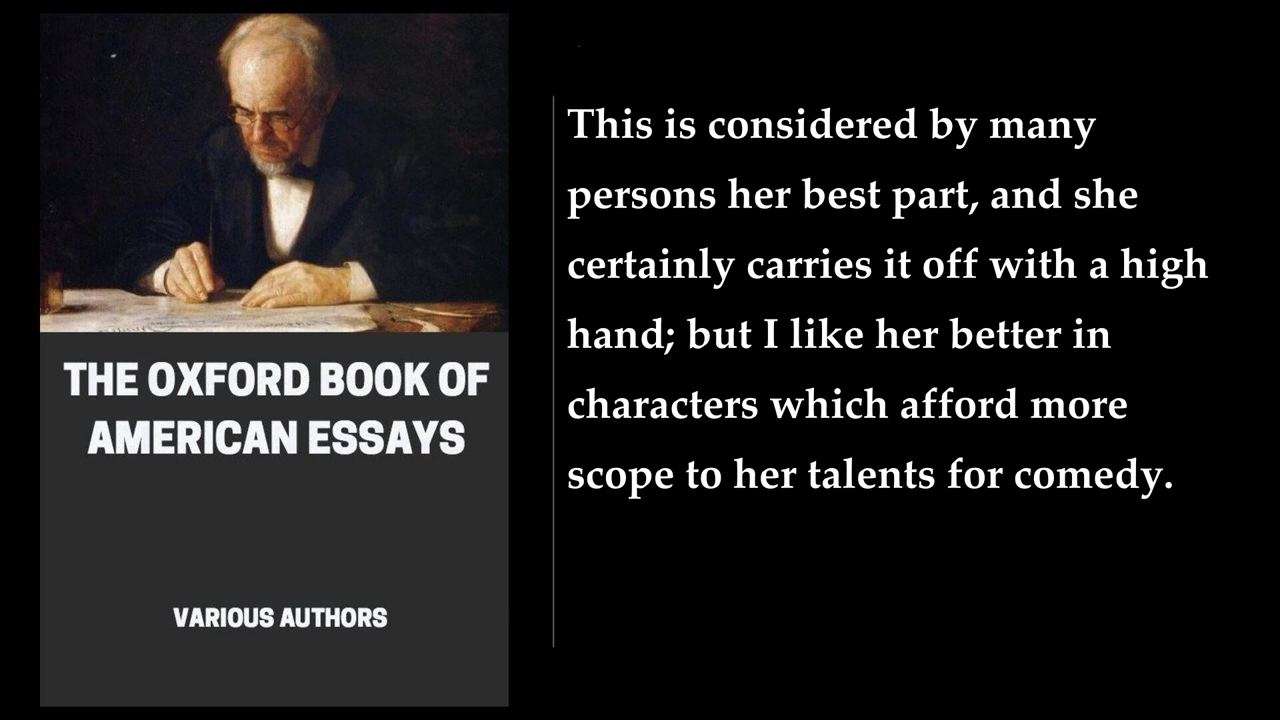 THE OXFORD BOOK OF
AMERICAN ESSAYS
VARIOUS AUTHORS
This is considered by many
persons her best part, and she
certainly carries it off with a high
hand; but I like her better in
characters which afford more
scope to her talents for comedy.